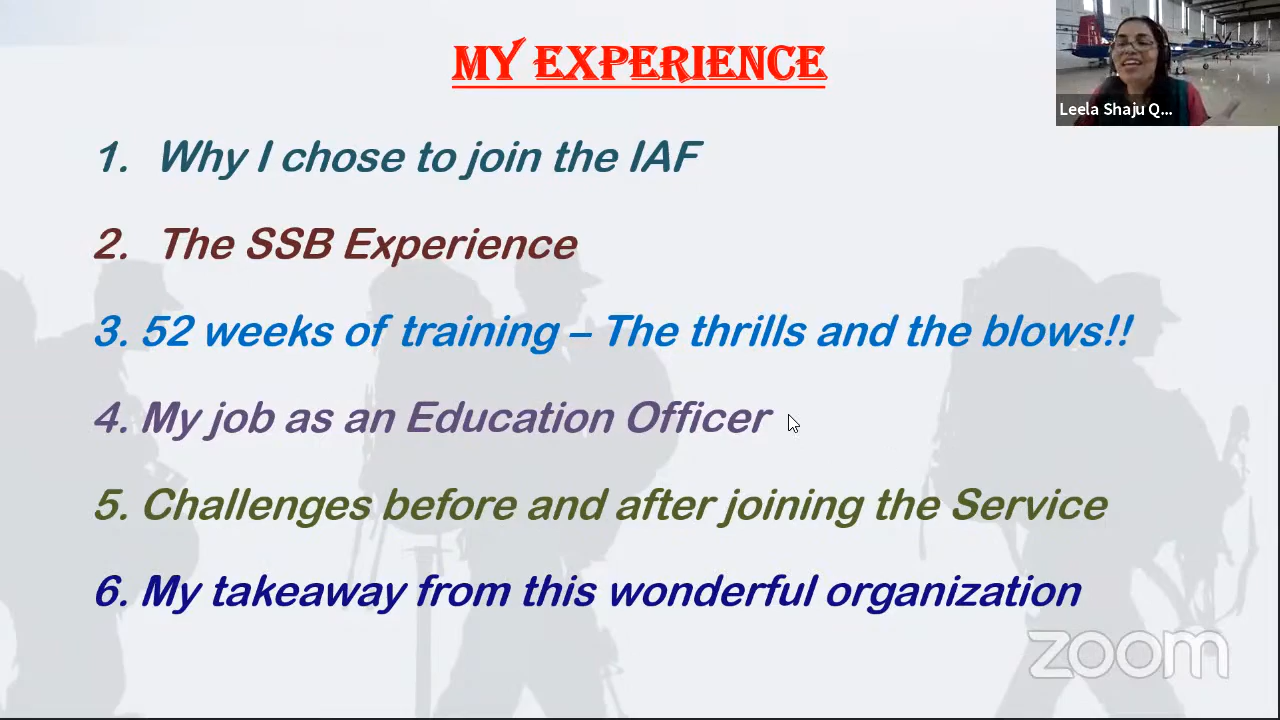 MY EXPERIENCE
Leela Shaju Q...
1. Why I chose to join the IAF
2. The SSB Experience
3. 52 weeks of training – The thrills and the blows!!
4. My job as an Education Officer
5. Challenges before and after joining the Service
6. My takeaway from this wonderful organization
zoom